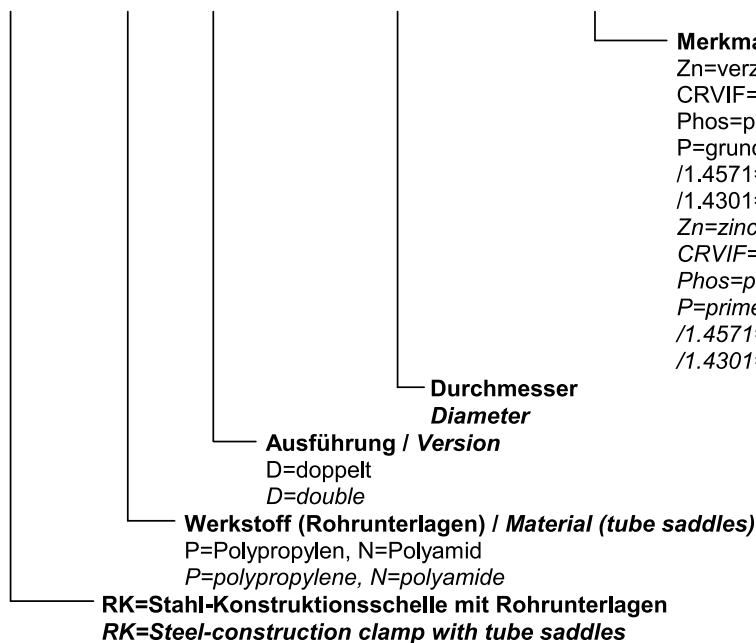 Merkma
Zn=verz
CRVIF=
Phos=p
P=grund
/1.4571=
/1.4301=
Zn=zinc
CRVIF=
Phos=p
P=prime
/1.4571=
/1.4301=
Durchmesser
Diameter
Ausführung / Version
D=doppelt
D=double
Werkstoff (Rohrunterlagen) / Material (tube saddles)
P=Polypropylen, N=Polyamid
P=polypropylene, N=polyamide
RK=Stahl-Konstruktionsschelle mit Rohrunterlagen
RK=Steel-construction clamp with tube saddles